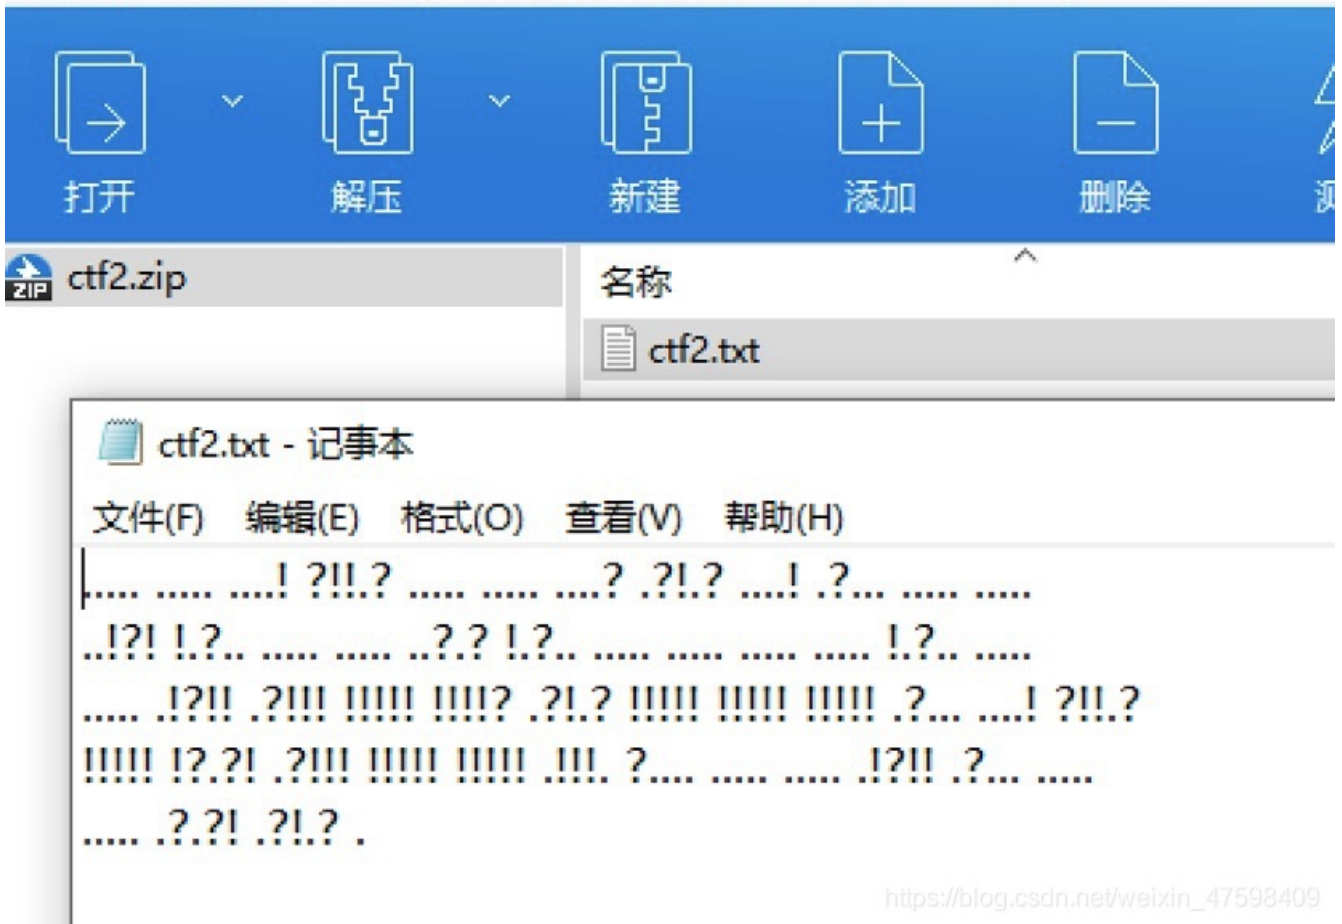 打开 解压 新建 添加 删除
ZIP ctf2.zip 名称
ctf2.txt
ctf2.txt - 记事本
文件(F) 编辑(E) 格式(O) 查看(V) 帮助(H)
..... ..... ....! ?!!.? ..... ..... ....? .?!.? ....! .?... ..... .....
..!?! !.?.. ..... ..... ..?.? !.?.. ..... ..... ..... ..... !.?.. .....
..... .!?!! .?!!! !!!!! !!!!? .?!.? !!!!! !!!!! !!!!! .?... ....! ?!!.?
!!!!! !?.?! .?!!! !!!!! !!!!! .!!!. ?.... ..... ..... .!?!! .?... .....
..... .?.?! .?!.? .
https://blog.csdn.net/weixin_47598409